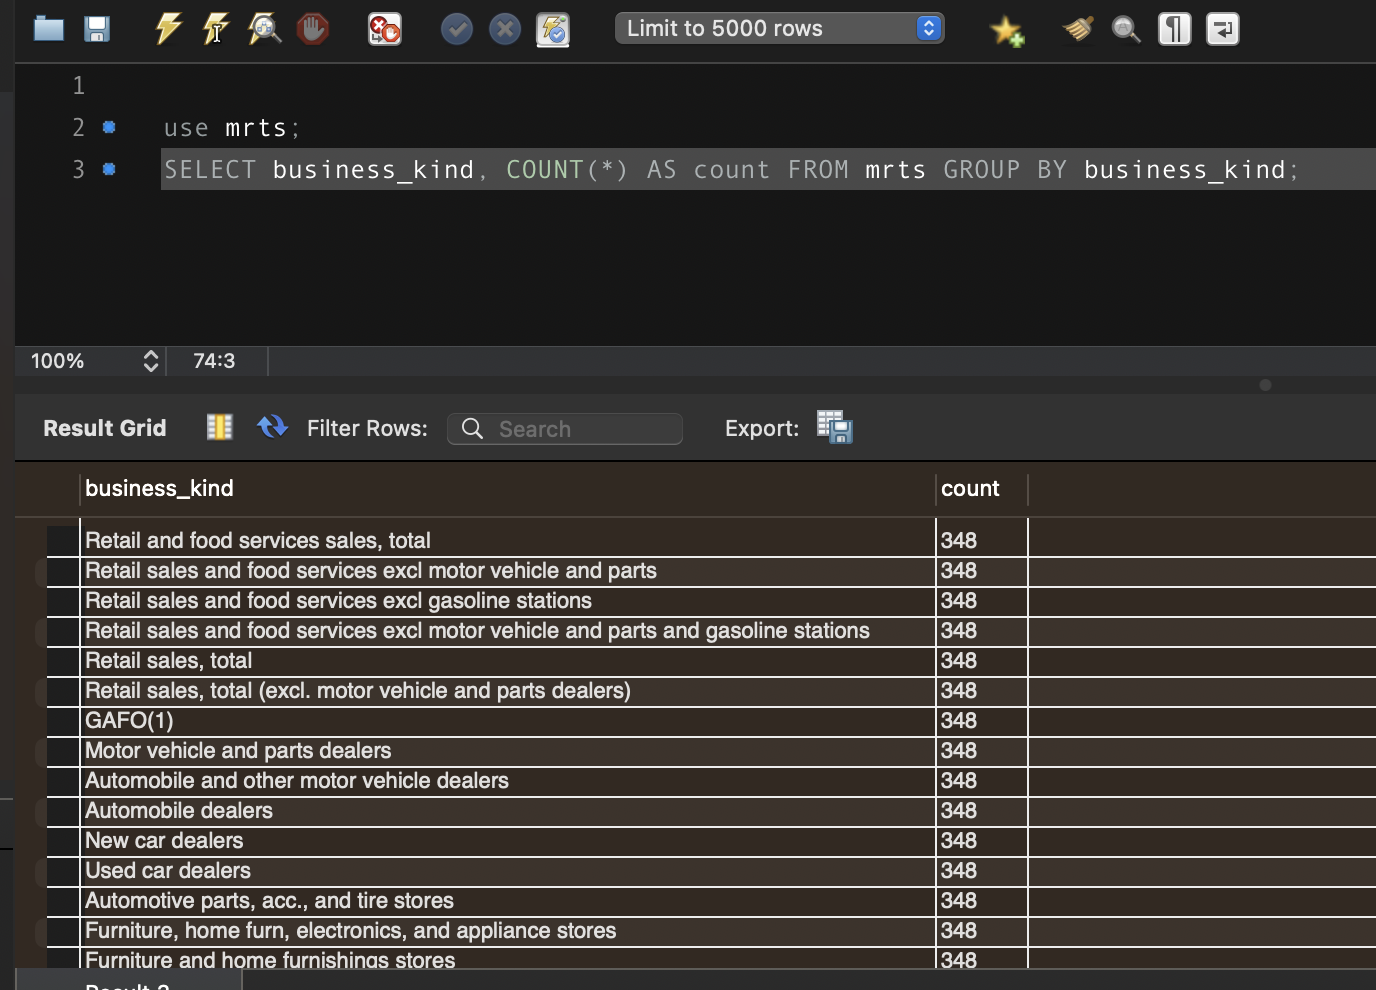 Limit to 5000 rows
1
2 use mrts;
3 SELECT business_kind, COUNT(*) AS count FROM mrts GROUP BY business_kind;
100% 74:3
Result Grid Filter Rows: Search Export:
business_kind count
Retail and food services sales, total 348
Retail sales and food services excl motor vehicle and parts 348
Retail sales and food services excl gasoline stations 348
Retail sales and food services excl motor vehicle and parts and gasoline stations 348
Retail sales, total 348
Retail sales, total (excl. motor vehicle and parts dealers) 348
GAFO(1) 348
Motor vehicle and parts dealers 348
Automobile and other motor vehicle dealers 348
Automobile dealers 348
New car dealers 348
Used car dealers 348
Automotive parts, acc., and tire stores 348
Furniture, home furn, electronics, and appliance stores 348
Furniture and home furnishings stores 348